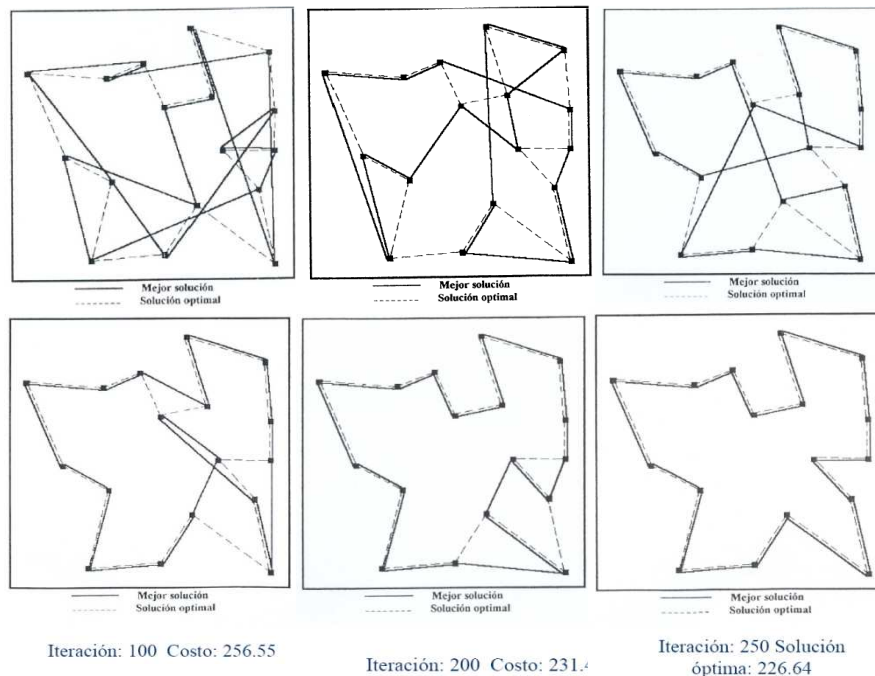 Mejor solución
Solución optimal
Mejor solución
Solución optimal
Mejor solución
Solución optimal
Mejor solución
Solución optimal
Mejor solución
Solución optimal
Mejor solución
Solución optimal
Iteración: 100 Costo: 256.55
Iteración: 200 Costo: 231.4
Iteración: 250 Solución
óptima: 226.64